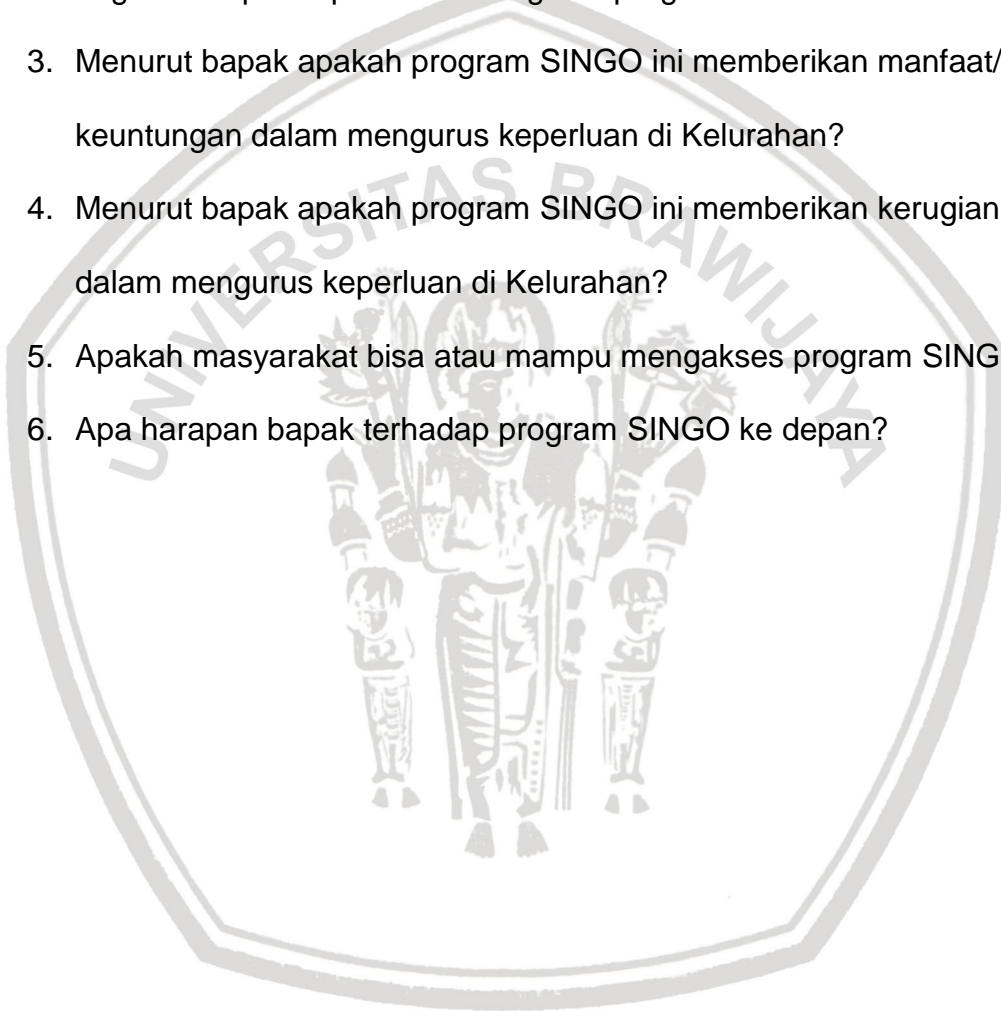 3. Menurut bapak apakah program SINGO ini memberikan manfaat/
keuntungan dalam mengurus keperluan di Kelurahan?
4. Menurut bapak apakah program SINGO ini memberikan kerugian
dalam mengurus keperluan di Kelurahan?
5. Apakah masyarakat bisa atau mampu mengakses program SING
6. Apa harapan bapak terhadap program SINGO ke depan?
UNIVERSITAS BRAWIJAYA